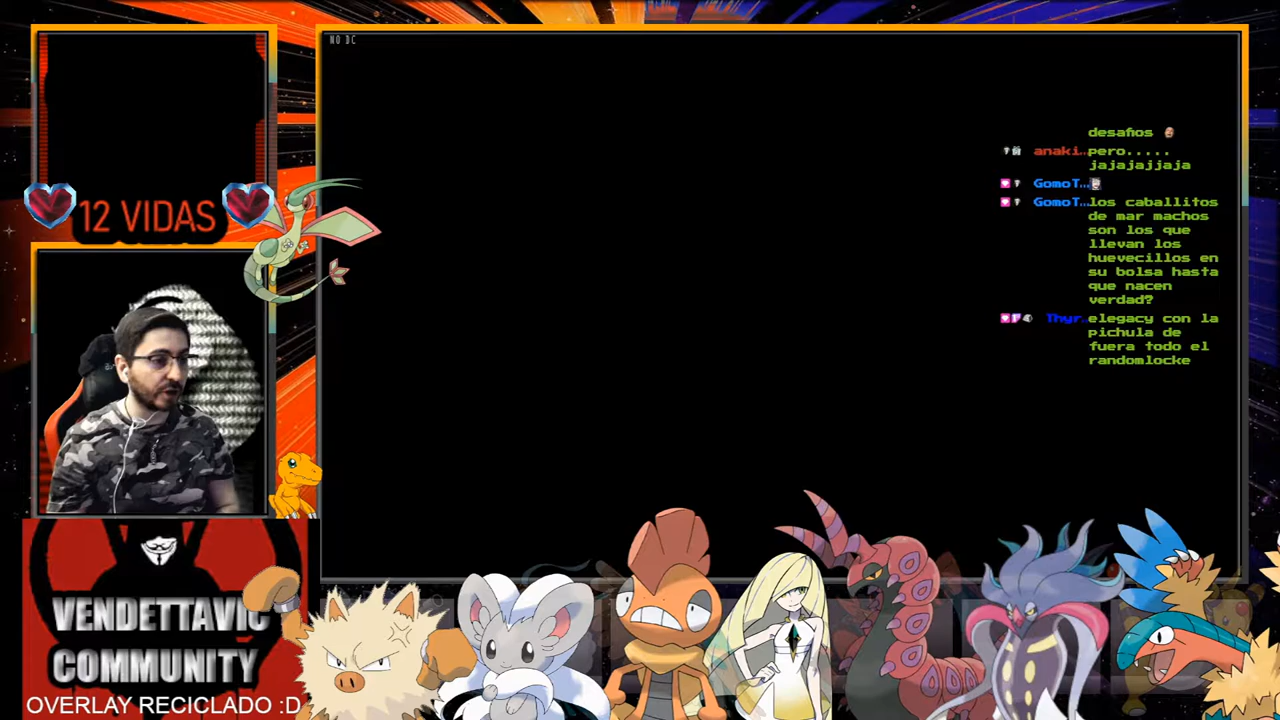 NO DC
12 VIDAS
desafios
anaki...pero.....
jajajajjaja
GomoT...
GomoT...los caballitos
de mar machos
son los que
llevan los
huevecillos en
su bolsa hasta
que nacen
verdad?
Thyr...elegacy con la
pichula de
fuera todo el
randomlocke
VENDETTAVIC
COMMUNITY
OVERLAY RECICLADO :D